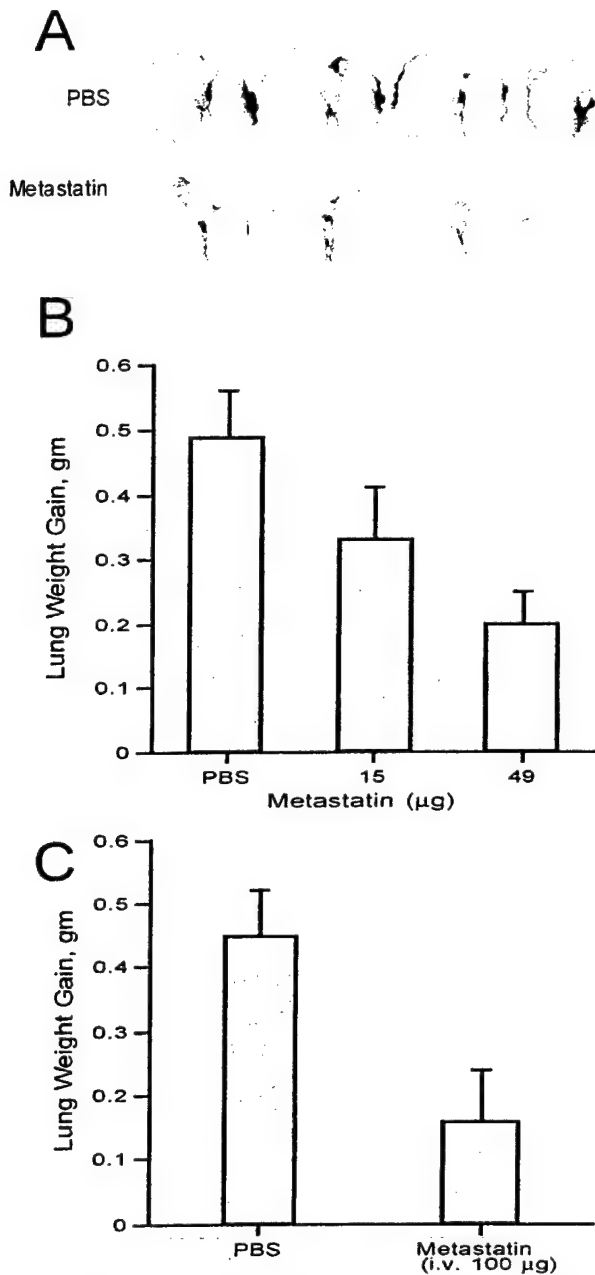 A
PBS
Metastatin
B
Lung Weight Gain, gm
0.6
0.5
0.4
0.3
0.2
0.1
0
PBS
15
49
Metastatin (µg)
C
Lung Weight Gain, gm
0.6
0.5
0.4
0.3
0.2
0.1
0
PBS
Metastatin
(i.v. 100 µg)